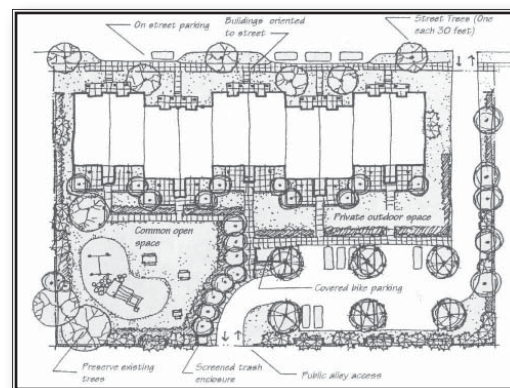 On street parking
Buildings oriented
to street
Street Trees (One
each 30 feet)
Common open
space
Private outdoor space
Covered bike parking
Preserve existing
trees
Screened trash
enclosure
Public alley access